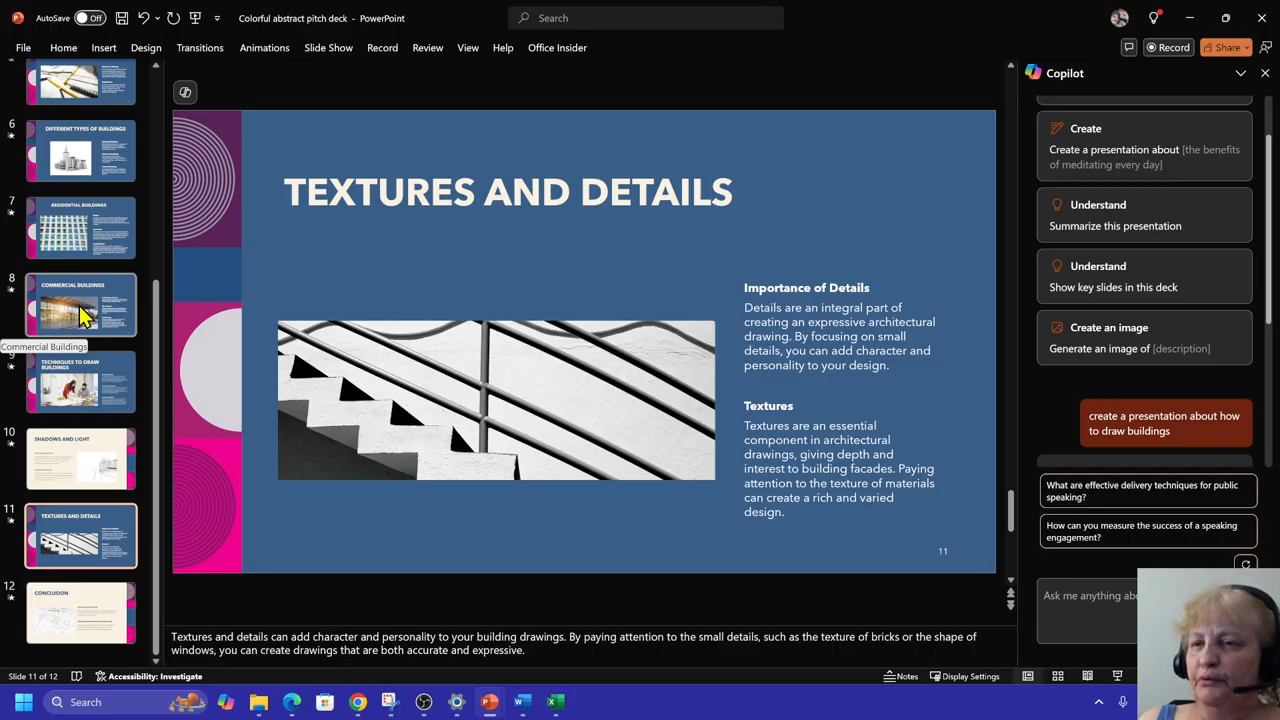 AutoSave Off
Colorful abstract pitch deck - PowerPoint
Search
File Home Insert Design Transitions Animations Slide Show Record Review View Help Office Insider
Record
Share
6
DIFFERENT TYPES OF BUILDINGS
7
RESIDENTIAL BUILDINGS
8
COMMERCIAL BUILDINGS
Commercial Buildings
9
TECHNIQUES TO DRAW
BUILDINGS
10
SHADOWS AND LIGHT
11
TEXTURES AND DETAILS
12
CONCLUSION
TEXTURES AND DETAILS
Importance of Details
Details are an integral part of
creating an expressive architectural
drawing. By focusing on small
details, you can add character and
personality to your design.
Textures
Textures are an essential
component in architectural
drawings, giving depth and
interest to building facades. Paying
attention to the texture of materials
can create a rich and varied
design.
11
Textures and details can add character and personality to your building drawings. By paying attention to the small details, such as the texture of bricks or the shape of
windows, you can create drawings that are both accurate and expressive.
Copilot
Create
Create a presentation about [the benefits
of meditating every day]
Understand
Summarize this presentation
Understand
Show key slides in this deck
Create an image
Generate an image of [description]
create a presentation about how
to draw buildings
What are effective delivery techniques for public
speaking?
How can you measure the success of a speaking
engagement?
Ask me anything
Slide 11 of 12
Accessibility: Investigate
Notes
Display Settings
Search